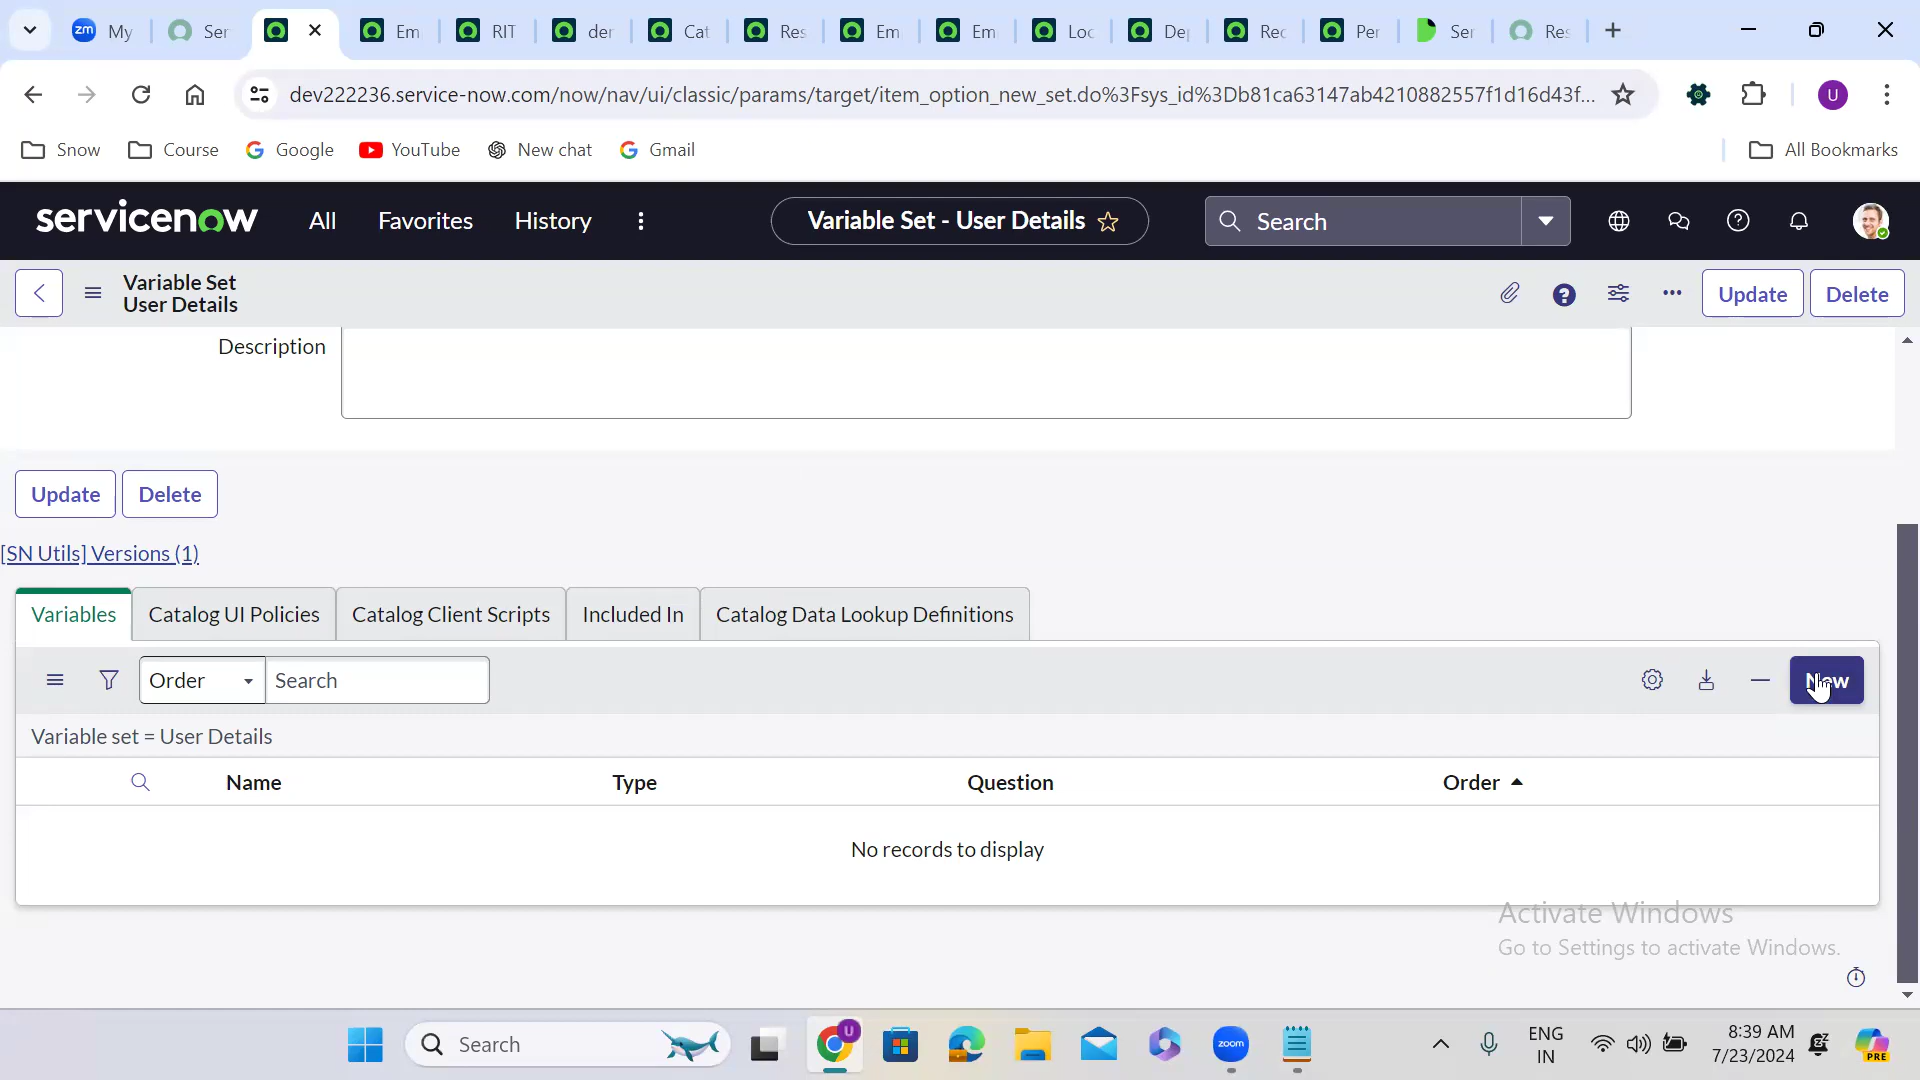 zm My
Ser
Em
RIT
der
Cat
Res
Em
Em
Loc
De
Rec
Per
Ser
Res
dev222236.service-now.com/now/nav/ui/classic/params/target/item_option_new_set.do%3Fsys_id%3Db81ca63147ab4210882557f1d16d43f...
U
Snow
Course
Google
YouTube
New chat
Gmail
All Bookmarks
servicenow
All
Favorites
History
Variable Set - User Details
Search
Variable Set
User Details
Update
Delete
Description
Update
Delete
[SN Utils] Versions (1)
Variables
Catalog UI Policies
Catalog Client Scripts
Included In
Catalog Data Lookup Definitions
Order
Search
New
Variable set = User Details
Name
Type
Question
Order
No records to display
Activate Windows
Go to Settings to activate Windows.
Search
U
zoom
ENG
IN
8:39 AM
7/23/2024
PRE